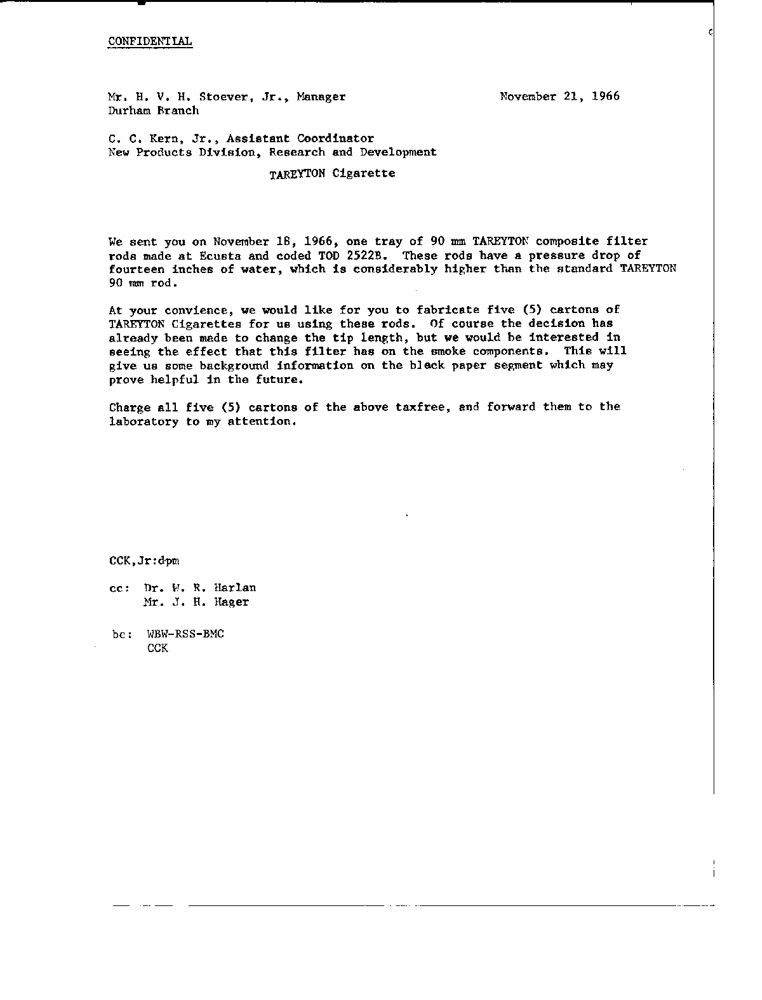 CONFIDENTIAL
Mr. H. V. H. Stoever, Jr., Manager November 21, 1966
Durham Branch
C. C. Kern, Jr., Assistant Coordinator
New Products Division, Research and Development
TAREYTON Cigarette
We sent you on November 18, 1966, one tray of 90 mm TAREYTON composite filter
rods made at Ecusta and coded TOD 2522B. These rods have a pressure drop of
fourteen inches of water, which is considerably higher than the standard TAREYTON
90 mm rod.
At your convience, we would like for you to fabricate five (5) cartons of
TAREYTON Cigarettes for us using these rods. Of course the decision has
already been made to change the tip length, but we would be interested in
seeing the effect that this filter has on the smoke components. This will
give us some background information on the black paper segment which may
prove helpful in the future.
Charge all five (5) cartons of the above taxfree, and forward them to the
laboratory to my attention.
CCK,Jr:dpm
cc: Dr. W. R. Harlan
Mr. J. H. Hager
bc: WBW-RSS-BMC
CCK